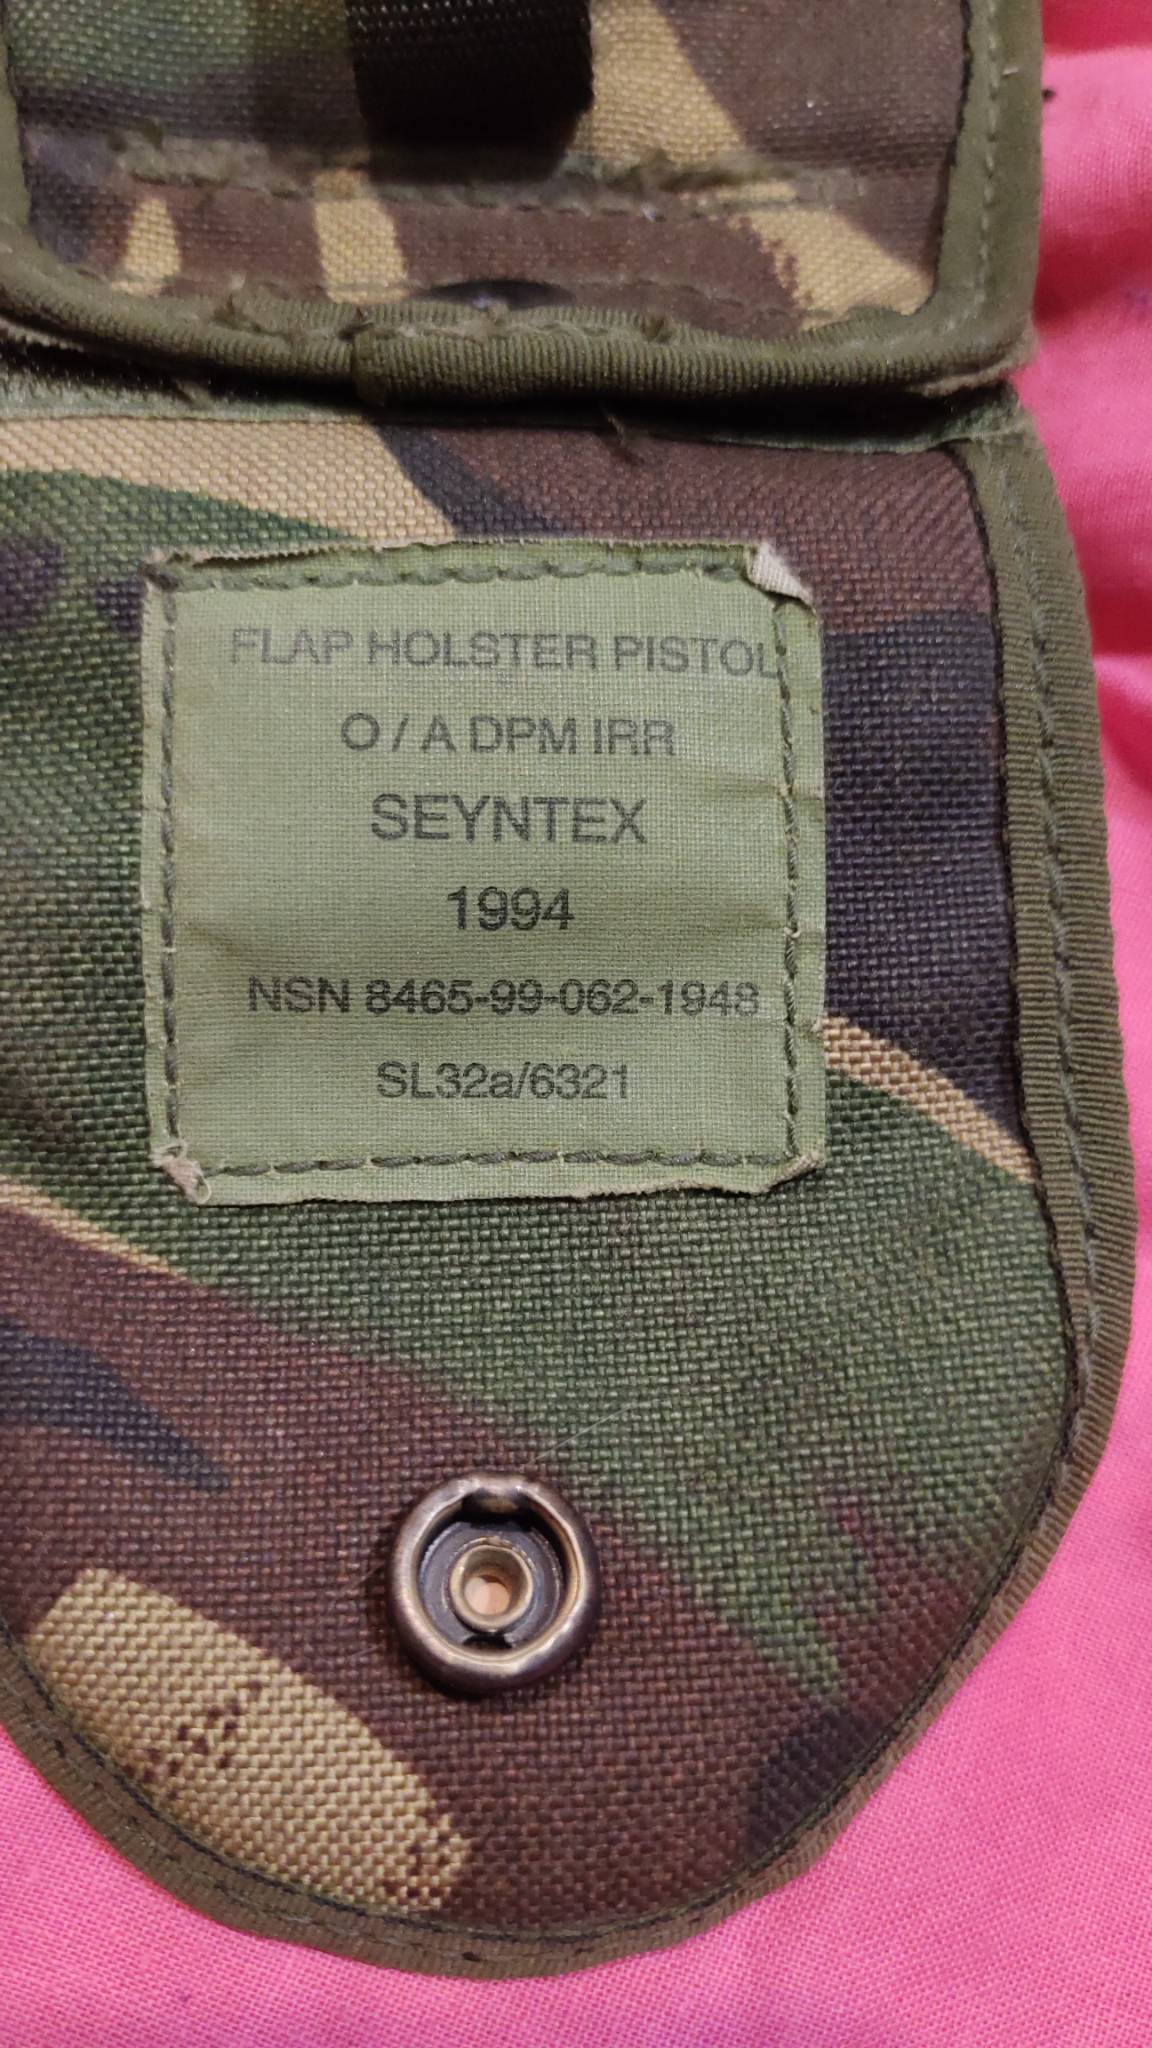 FLAP HOLSTER PISTOL
O / A DPM IRR
SEYNTEX
1994
NSN 8465-99-062-1948
SL32a/6321